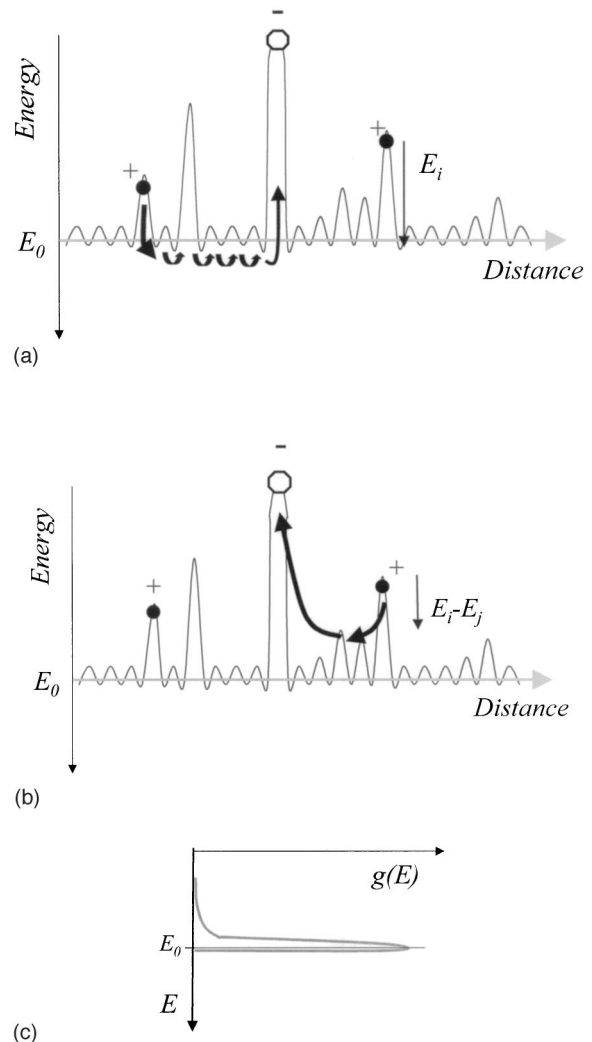 −
Energy
+
+
E_i
E_0
Distance
(a)
−
Energy
+
+
E_i-E_j
E_0
Distance
(b)
g(E)
E_0
E
(c)